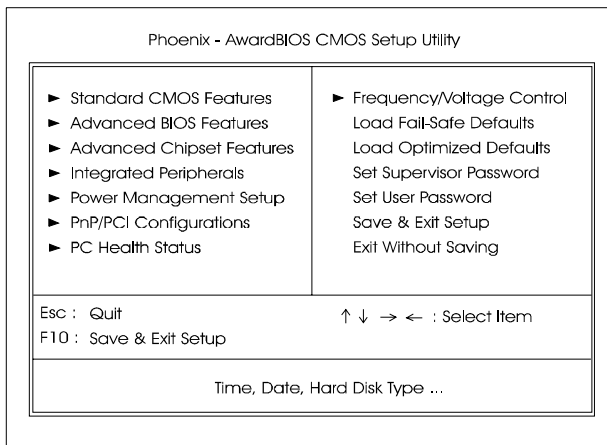 Phoenix - AwardBIOS CMOS Setup Utility
► Standard CMOS Features
► Advanced BIOS Features
► Advanced Chipset Features
► Integrated Peripherals
► Power Management Setup
► PnP/PCI Configurations
► PC Health Status
► Frequency/Voltage Control
Load Fail-Safe Defaults
Load Optimized Defaults
Set Supervisor Password
Set User Password
Save & Exit Setup
Exit Without Saving
Esc : Quit
F10 : Save & Exit Setup
↑ ↓ → ← : Select Item
Time, Date, Hard Disk Type ...